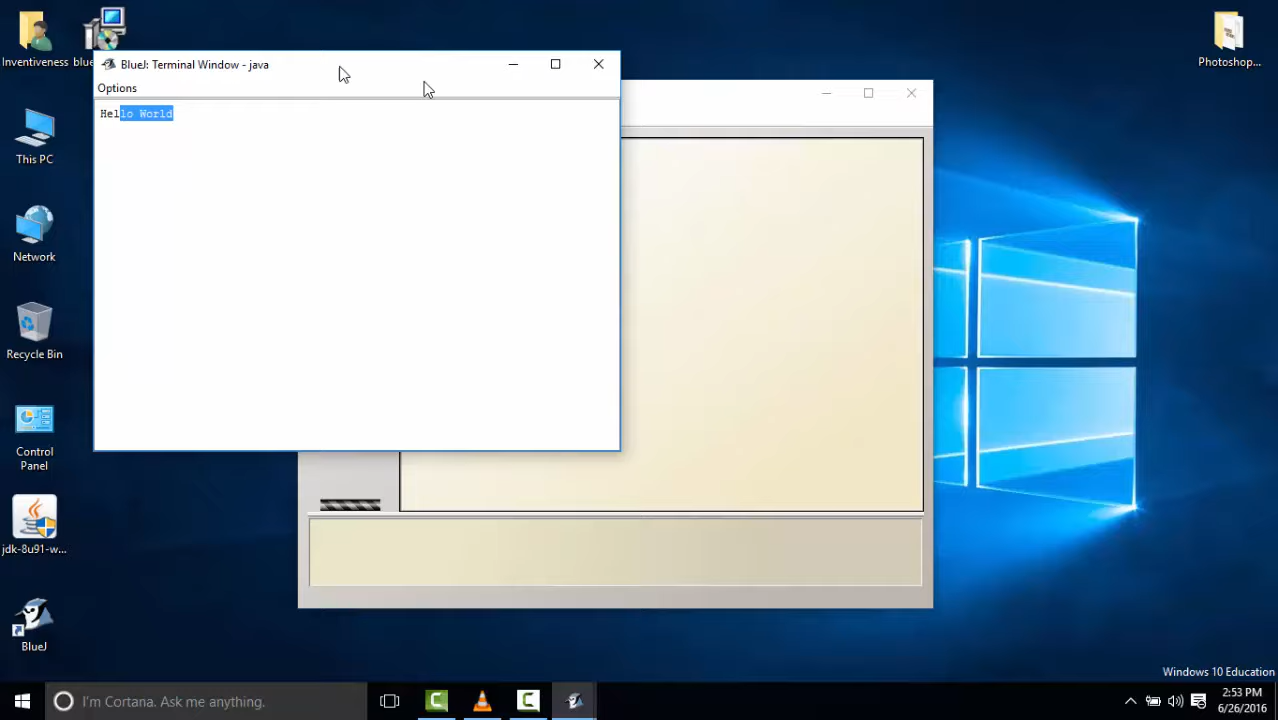 Inventiveness
blue
Photoshop...
BlueJ: Terminal Window - java
Options
Hello World
This PC
Network
Recycle Bin
Control
Panel
jdk-8u91-w...
BlueJ
Windows 10 Education
I'm Cortana. Ask me anything.
2:53 PM
6/26/2016